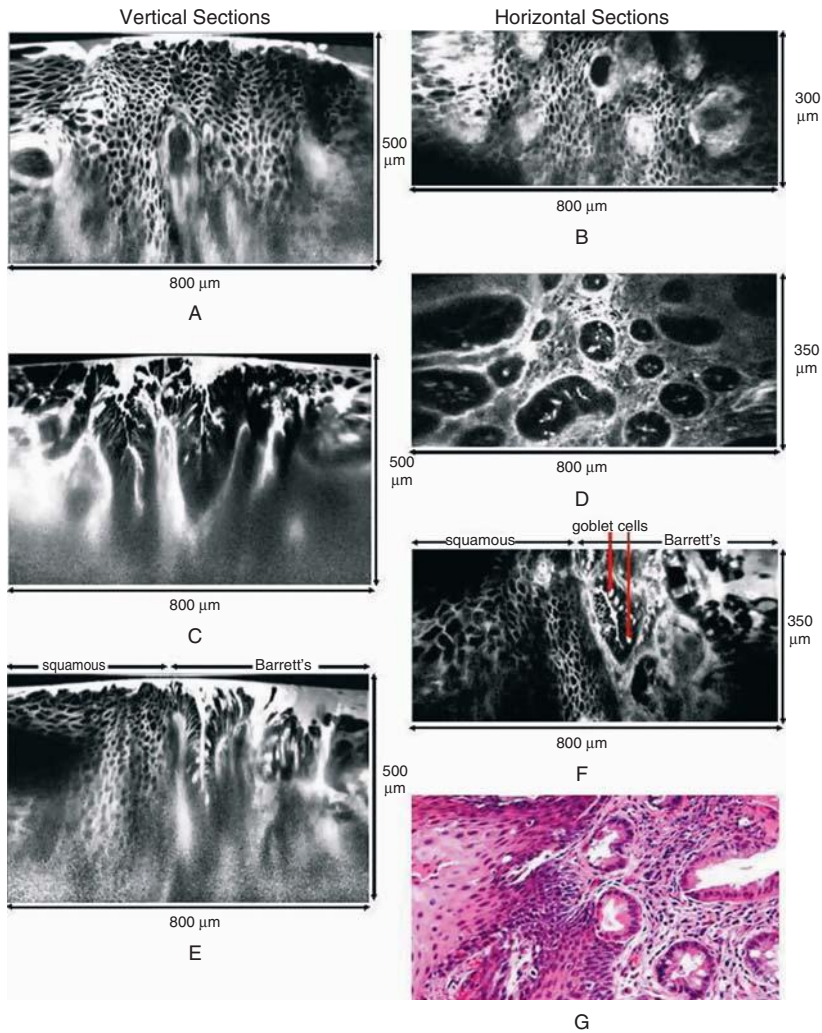 Vertical Sections
500 μm
800 μm
A
500 μm
800 μm
C
squamous Barrett's
500 μm
800 μm
E
Horizontal Sections
300 μm
800 μm
B
350 μm
800 μm
D
goblet cells
squamous Barrett's
350 μm
800 μm
F
G